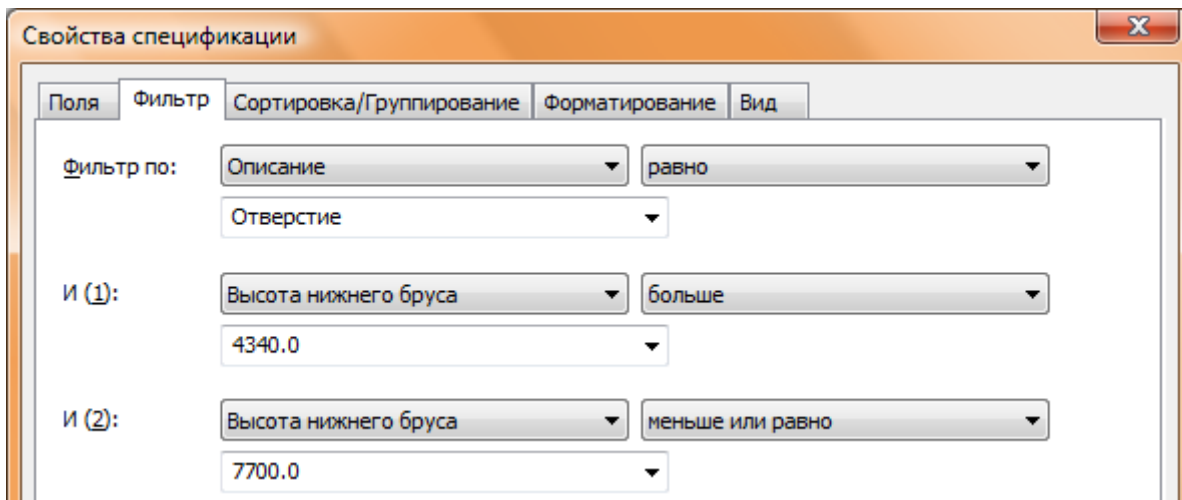 Свойства спецификации
Поля Фильтр Сортировка/Группирование Форматирование Вид
Фильтр по: Описание равно
Отверстие
И (1): Высота нижнего бруса больше
4340.0
И (2): Высота нижнего бруса меньше или равно
7700.0